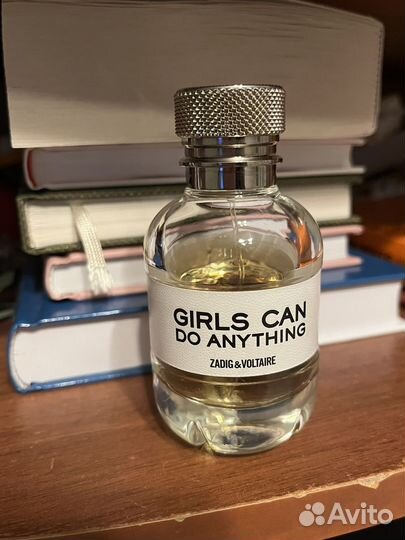 GIRLS CAN
DO ANYTHING
ZADIG&VOLTAIRE
Avito